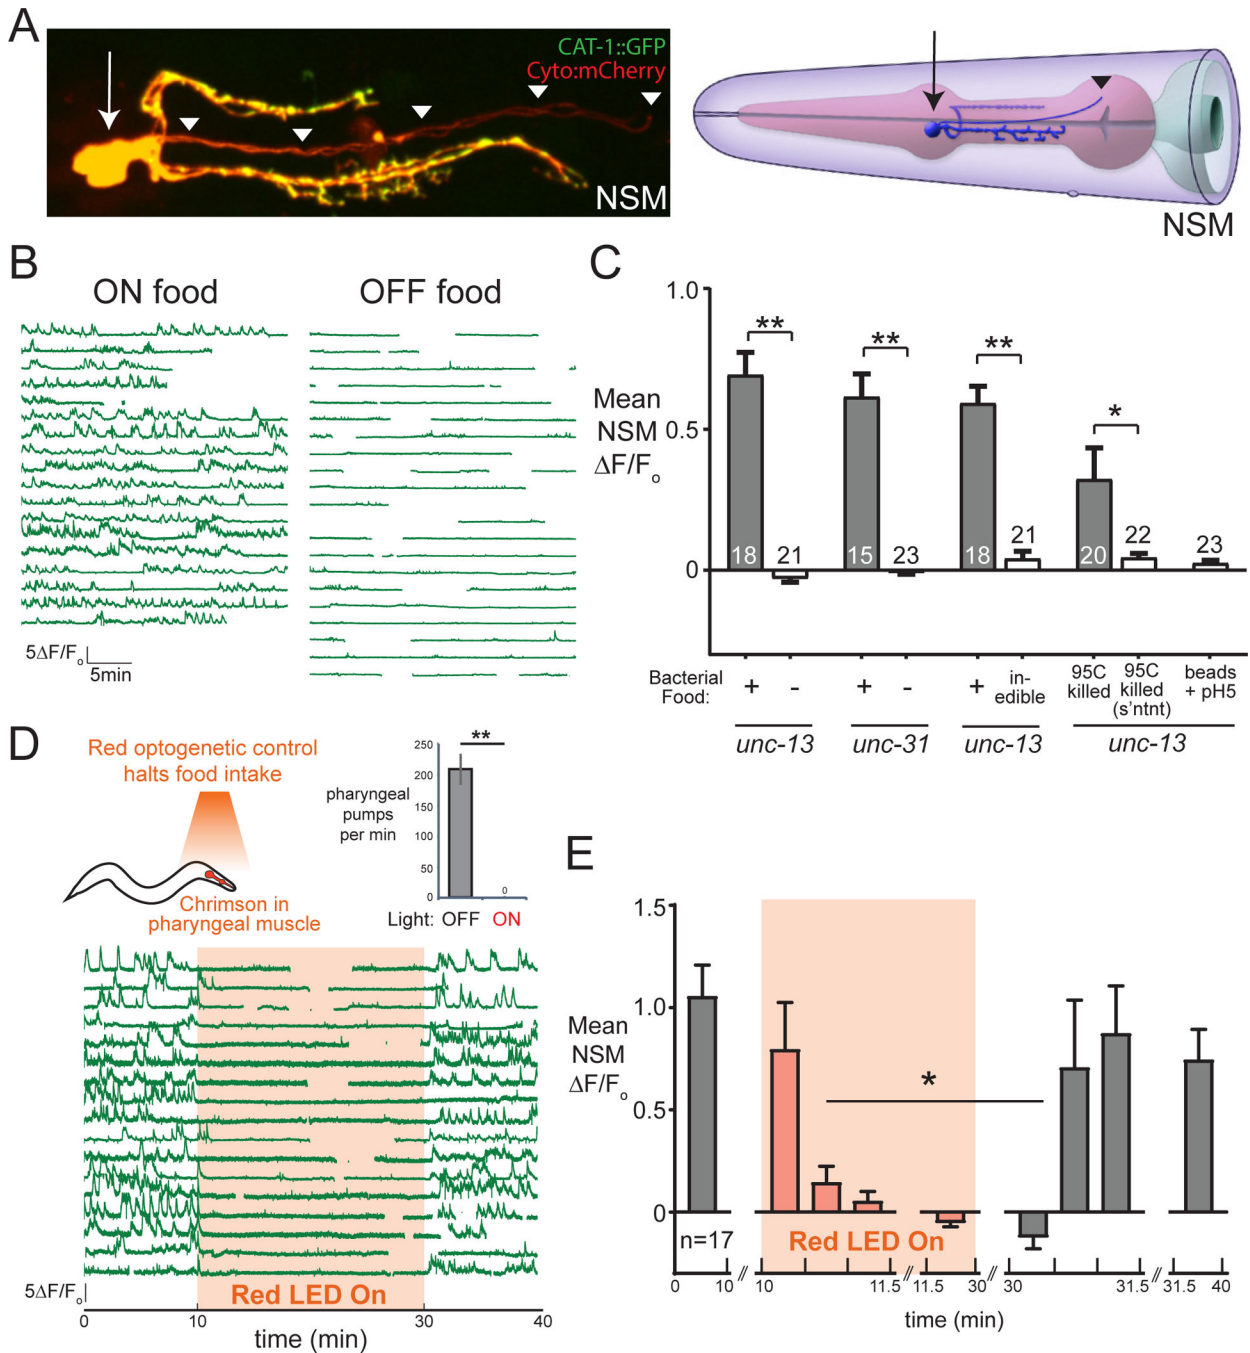 A
CAT-1::GFP
Cyto:mCherry
NSM
NSM
B
ON food
OFF food
5ΔF/Fo
5min
C
1.0
0.5
0
Mean
NSM
ΔF/Fo
**
**
**
*
18
21
15
23
18
21
20
22
23
Bacterial
Food:
+
-
+
-
+
in-
edible
95C
killed
95C
killed
(s'ntnt)
beads
+ pH5
unc-13
unc-31
unc-13
unc-13
D
Red optogenetic control
halts food intake
Chrimson in
pharyngeal muscle
pharyngeal
pumps
per min
250
200
150
100
50
0
**
0
Light: OFF ON
5ΔF/Fo
Red LED On
0
10
30
40
time (min)
E
1.5
1.0
0.5
0
Mean
NSM
ΔF/Fo
*
n=17
Red LED On
0
10
//
10
11.5
//
11.5
30
//
30
31.5
//
31.5
40
time (min)